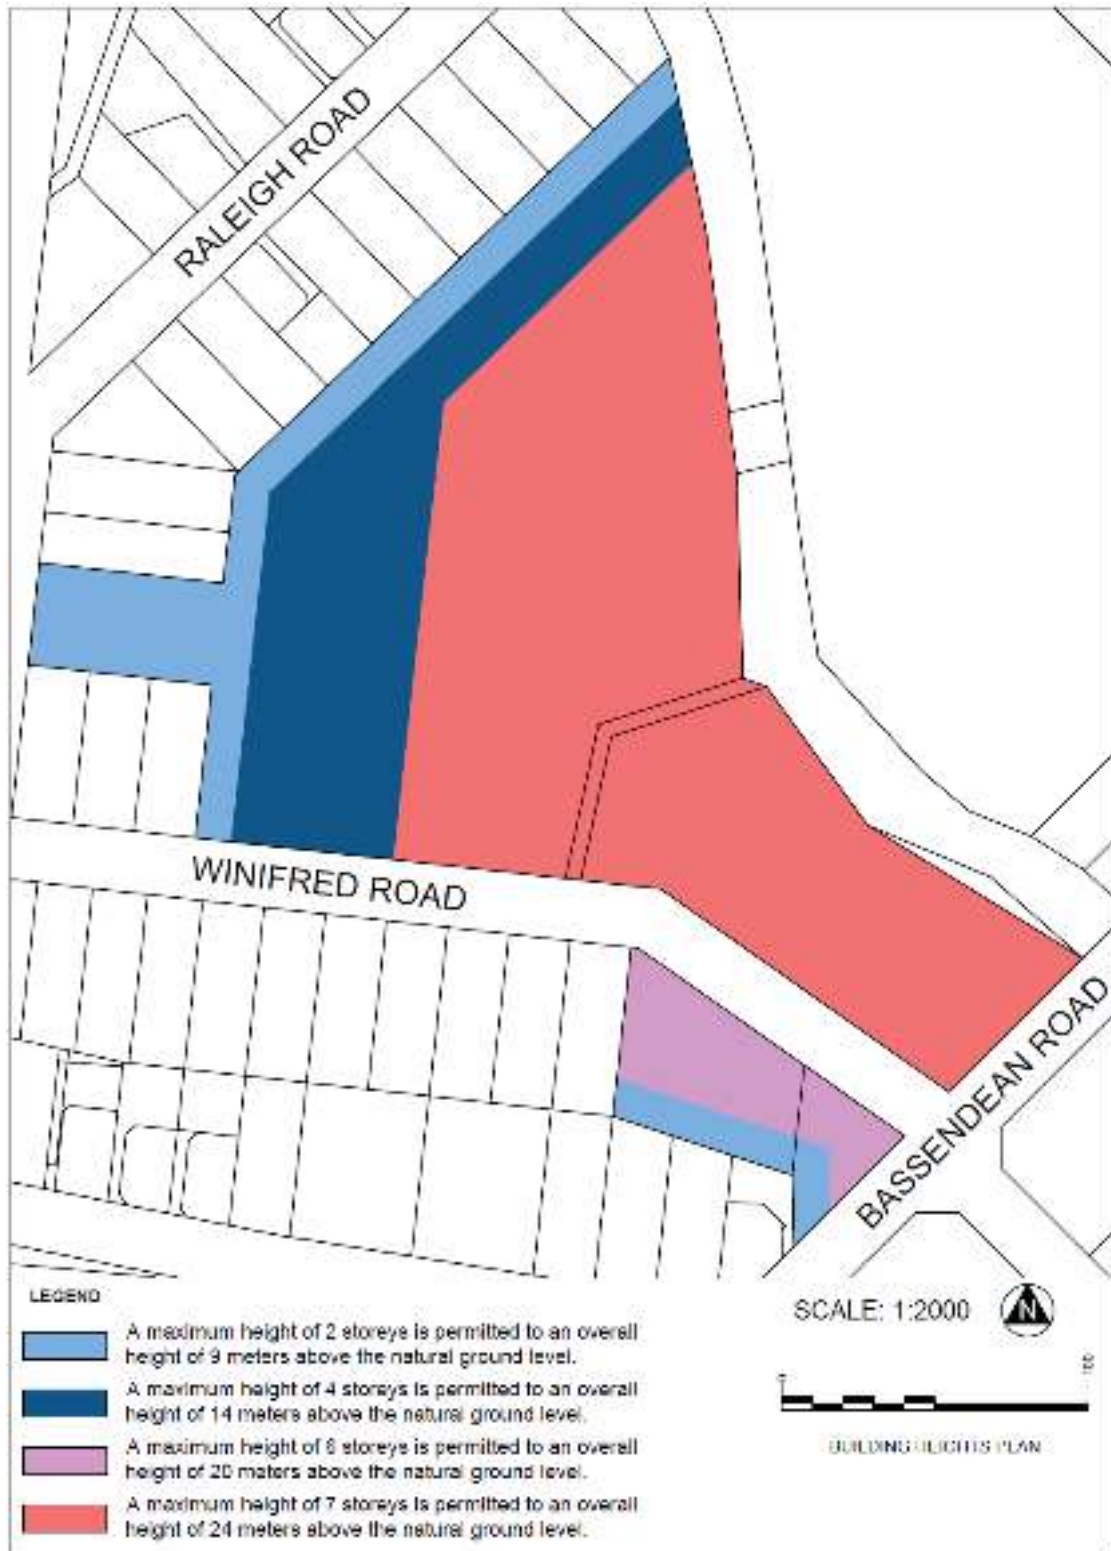 RALEIGH ROAD
WINIFRED ROAD
BASSENDEAN ROAD
LEGEND
A maximum height of 2 storeys is permitted to an overall
height of 9 meters above the natural ground level.
A maximum height of 4 storeys is permitted to an overall
height of 14 meters above the natural ground level.
A maximum height of 6 storeys is permitted to an overall
height of 20 meters above the natural ground level.
A maximum height of 7 storeys is permitted to an overall
height of 24 meters above the natural ground level.
SCALE: 1:2000
N
0
100
BUILDING HEIGHTS PLAN